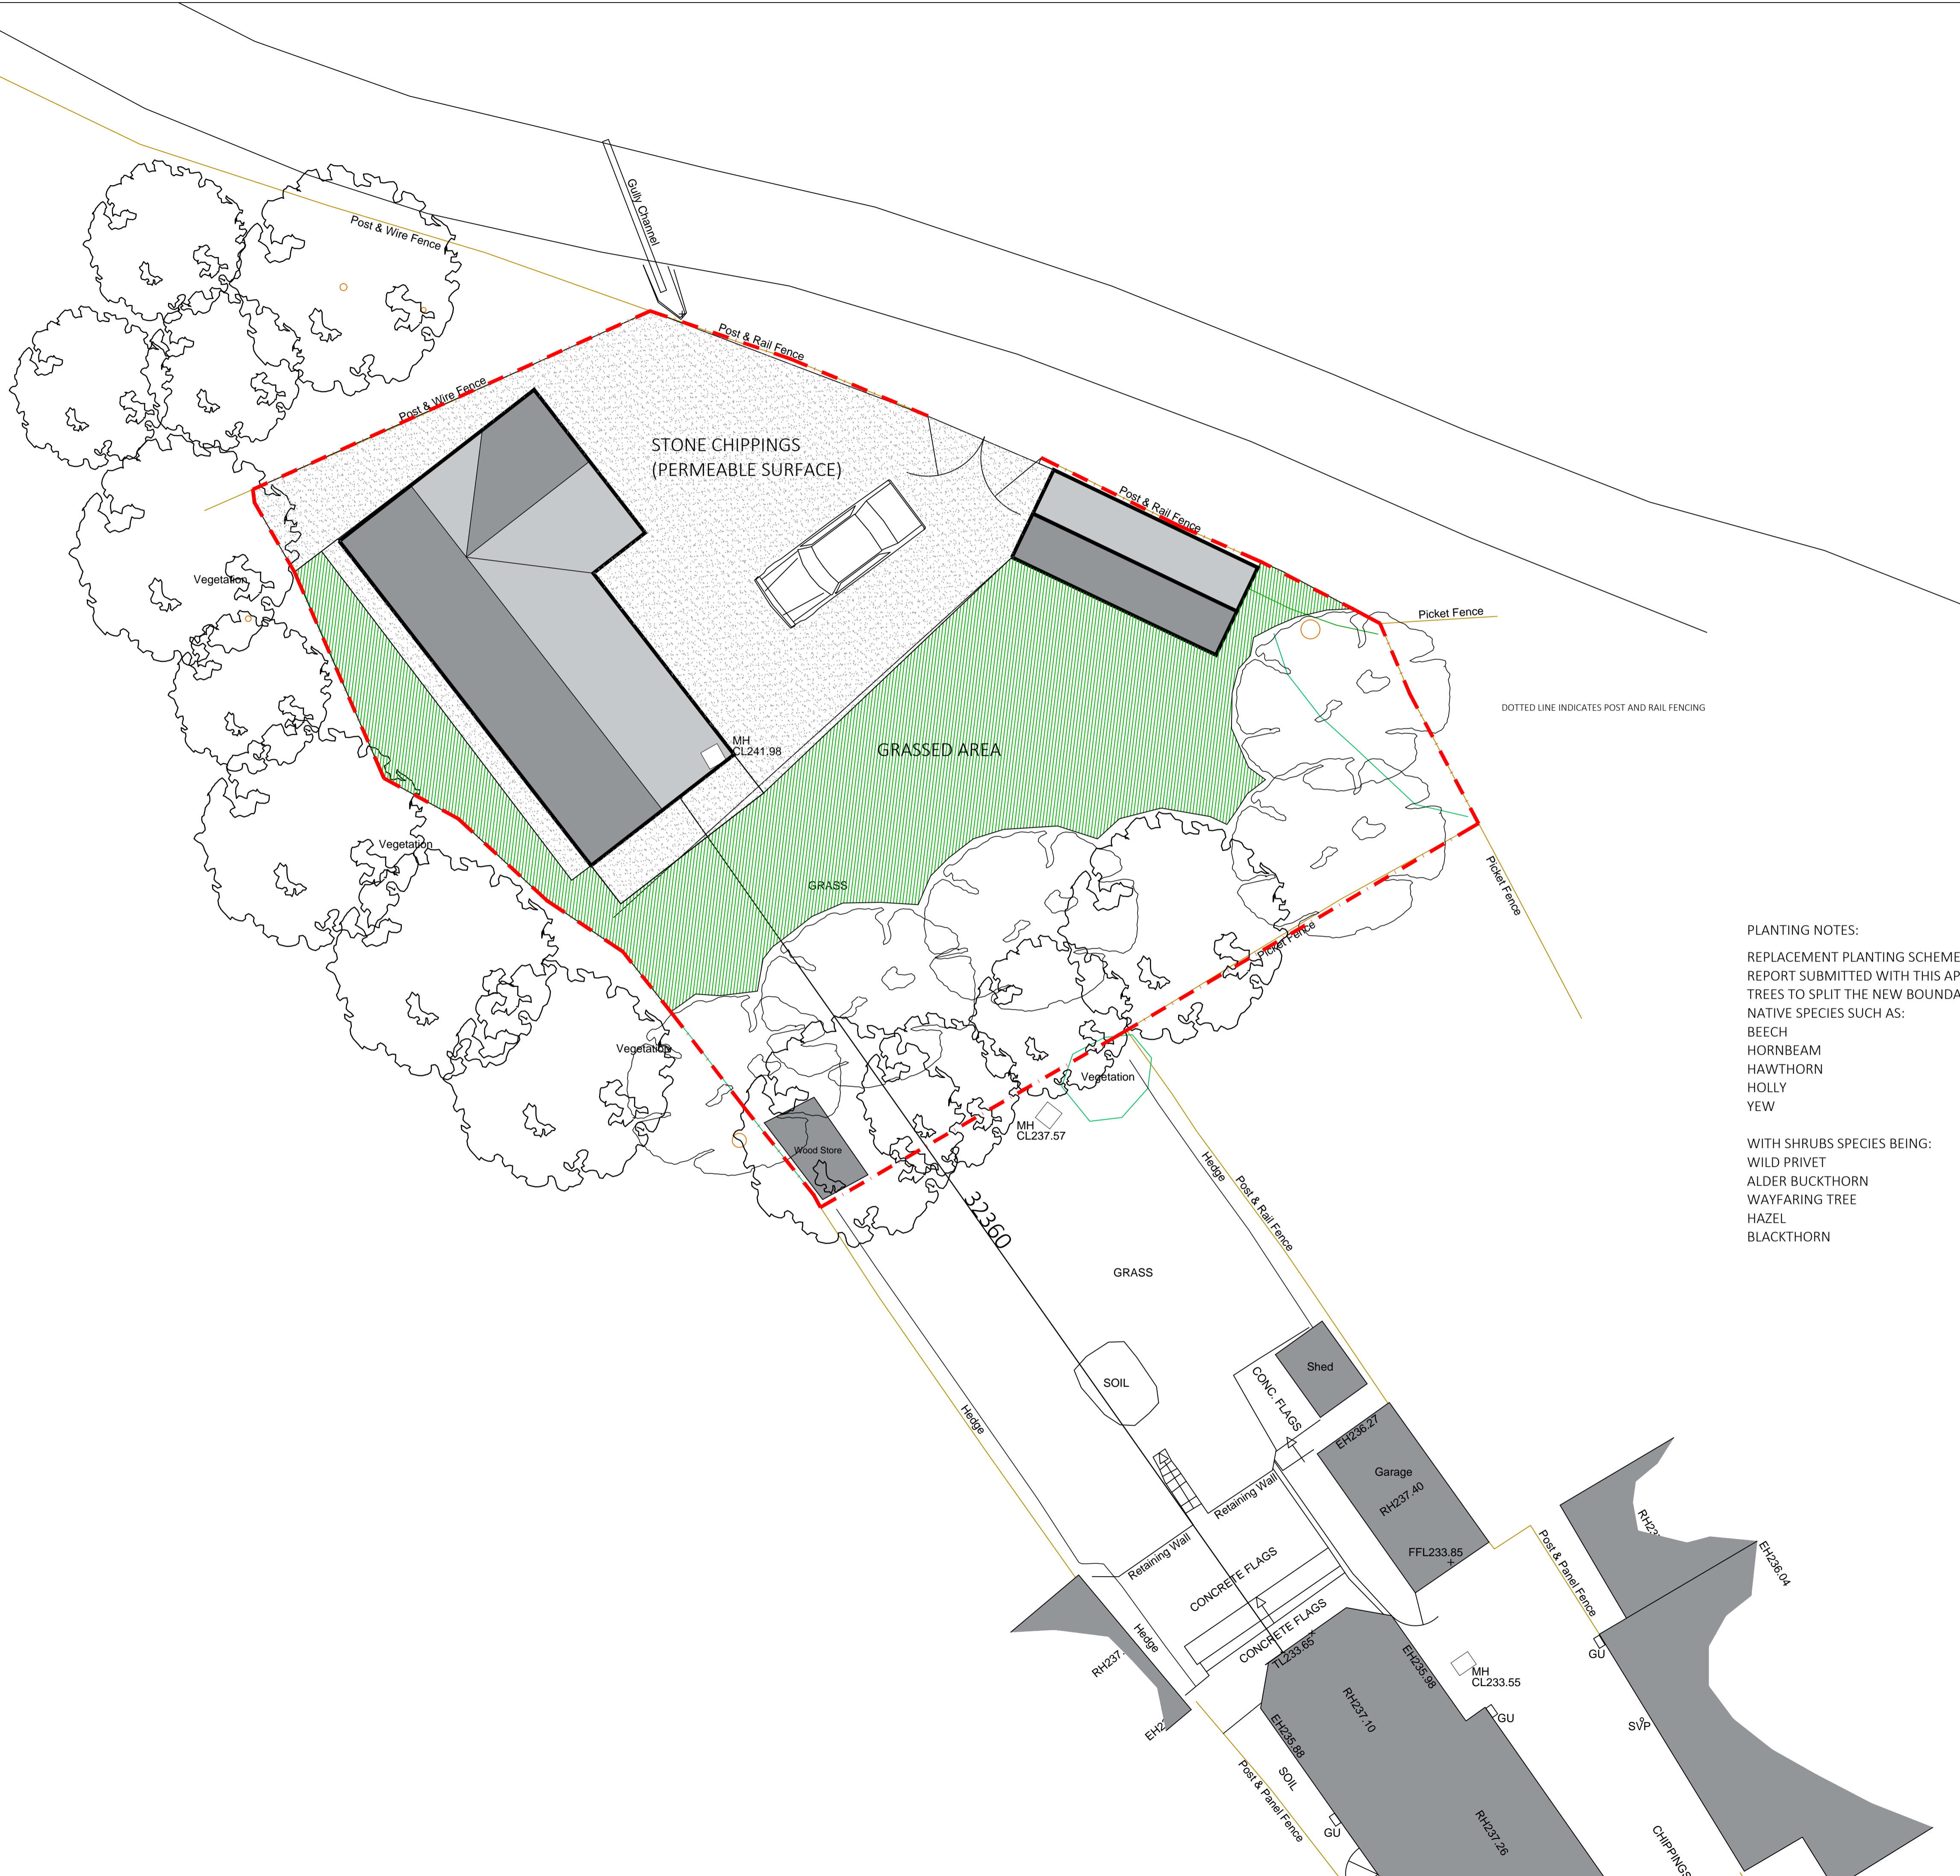 Gully Channel
Post & Wire Fence
Post & Rail Fence
Post & Wire Fence
STONE CHIPPINGS
(PERMEABLE SURFACE)
Post & Rail Fence
Vegetation
Picket Fence
DOTTED LINE INDICATES POST AND RAIL FENCING
MH
CL241.98
GRASSED AREA
Vegetation
GRASS
Picket Fence
Picket Fence
PLANTING NOTES:
REPLACEMENT PLANTING SCHEME
REPORT SUBMITTED WITH THIS AP
TREES TO SPLIT THE NEW BOUNDA
NATIVE SPECIES SUCH AS:
BEECH
HORNBEAM
HAWTHORN
HOLLY
YEW
WITH SHRUBS SPECIES BEING:
WILD PRIVET
ALDER BUCKTHORN
WAYFARING TREE
HAZEL
BLACKTHORN
Vegetation
Vegetation
MH
CL237.57
Wood Store
Hedge
Post & Rail Fence
32360
GRASS
Shed
SOIL
CONC. FLAGS
Hedge
EH236.27
Garage
RH237.40
Retaining Wall
Retaining Wall
FFL233.85
CONCRETE FLAGS
CONCRETE FLAGS
TL233.65
Post & Panel Fence
RH23
EH236.04
Hedge
RH237.
EH2
EH235.98
MH
CL233.55
GU
GU
SVP
RH237.10
EH235.88
SOIL
Post & Panel Fence
GU
RH237.26
CHIPPINGS